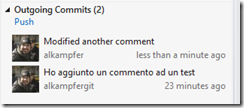 Outgoing Commits (2)
Push
Modified another comment
alkampfer less than a minute ago
Ho aggiunto un commento ad un test
alkampfergit 23 minutes ago